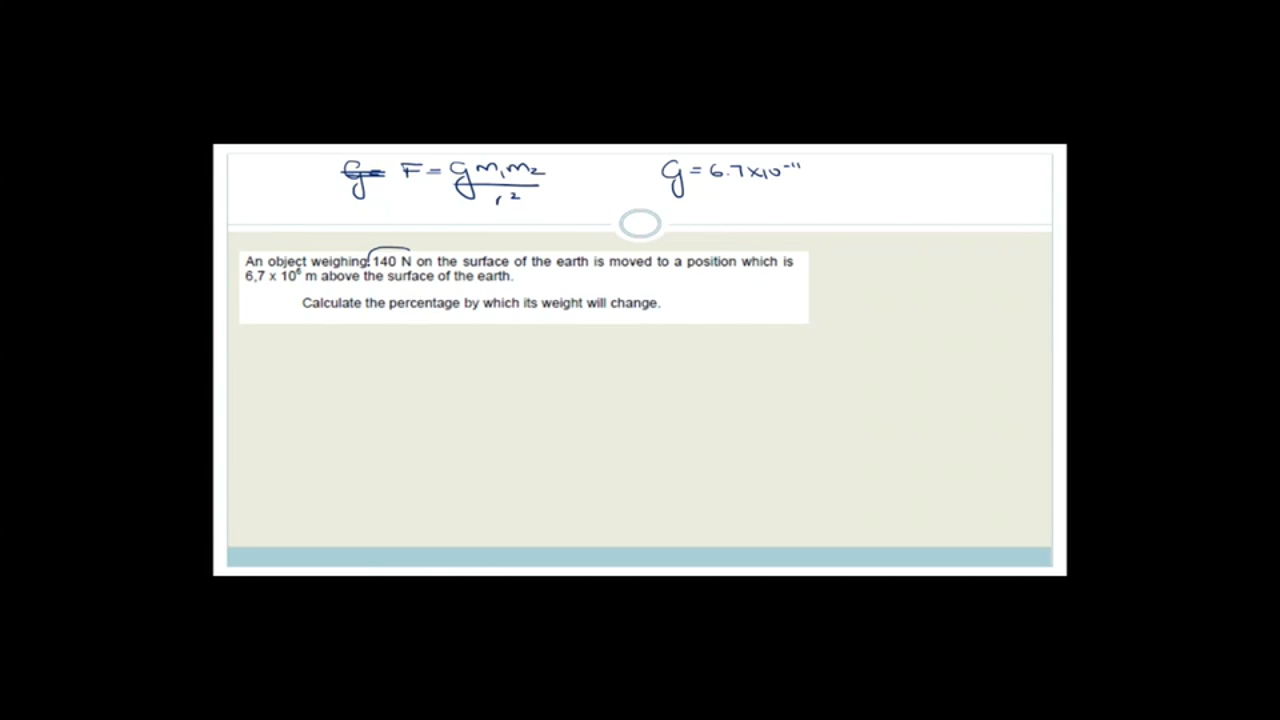 G= F = G m₁m₂ / r² G = 6.7 x 10⁻¹¹
An object weighing 140 N on the surface of the earth is moved to a position which is
6,7 x 10⁶ m above the surface of the earth.
Calculate the percentage by which its weight will change.